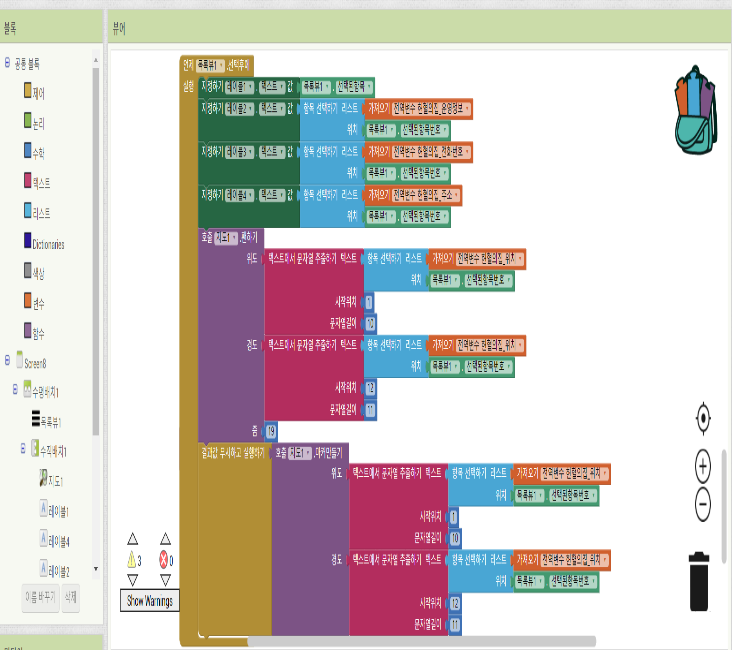 블록
뷰어
공통 블록
제어
논리
수학
텍스트
리스트
Dictionaries
색상
변수
함수
Screen8
수평배치1
목록뷰1
수직배치1
지도1
레이블1
레이블4
레이블2
이름 바꾸기 삭제
언제 목록뷰1 .선택후에
실행 지정하기 레이블1 . 텍스트 값 목록뷰1 . 선택된항목
지정하기 레이블2 . 텍스트 값 항목 선택하기 리스트 가져오기 전역변수 헌혈의집_운영정보
위치 목록뷰1 . 선택된항목번호
지정하기 레이블3 . 텍스트 값 항목 선택하기 리스트 가져오기 전역변수 헌혈의집_전화번호
위치 목록뷰1 . 선택된항목번호
지정하기 레이블4 . 텍스트 값 항목 선택하기 리스트 가져오기 전역변수 헌혈의집_주소
위치 목록뷰1 . 선택된항목번호
호출 지도1 .팬하기
위도 텍스트에서 문자열 추출하기 텍스트 항목 선택하기 리스트 가져오기 전역변수 헌혈의집_위치
위치 목록뷰1 . 선택된항목번호
시작위치 1
문자열길이 10
경도 텍스트에서 문자열 추출하기 텍스트 항목 선택하기 리스트 가져오기 전역변수 헌혈의집_위치
위치 목록뷰1 . 선택된항목번호
시작위치 12
문자열길이 11
줌 19
결과값 무시하고 실행하기 호출 지도1 .마커만들기
위도 텍스트에서 문자열 추출하기 텍스트 항목 선택하기 리스트 가져오기 전역변수 헌혈의집_위치
위치 목록뷰1 . 선택된항목번호
시작위치 1
문자열길이 10
경도 텍스트에서 문자열 추출하기 텍스트 항목 선택하기 리스트 가져오기 전역변수 헌혈의집_위치
위치 목록뷰1 . 선택된항목번호
시작위치 12
문자열길이 11
3 0
Show Warnings